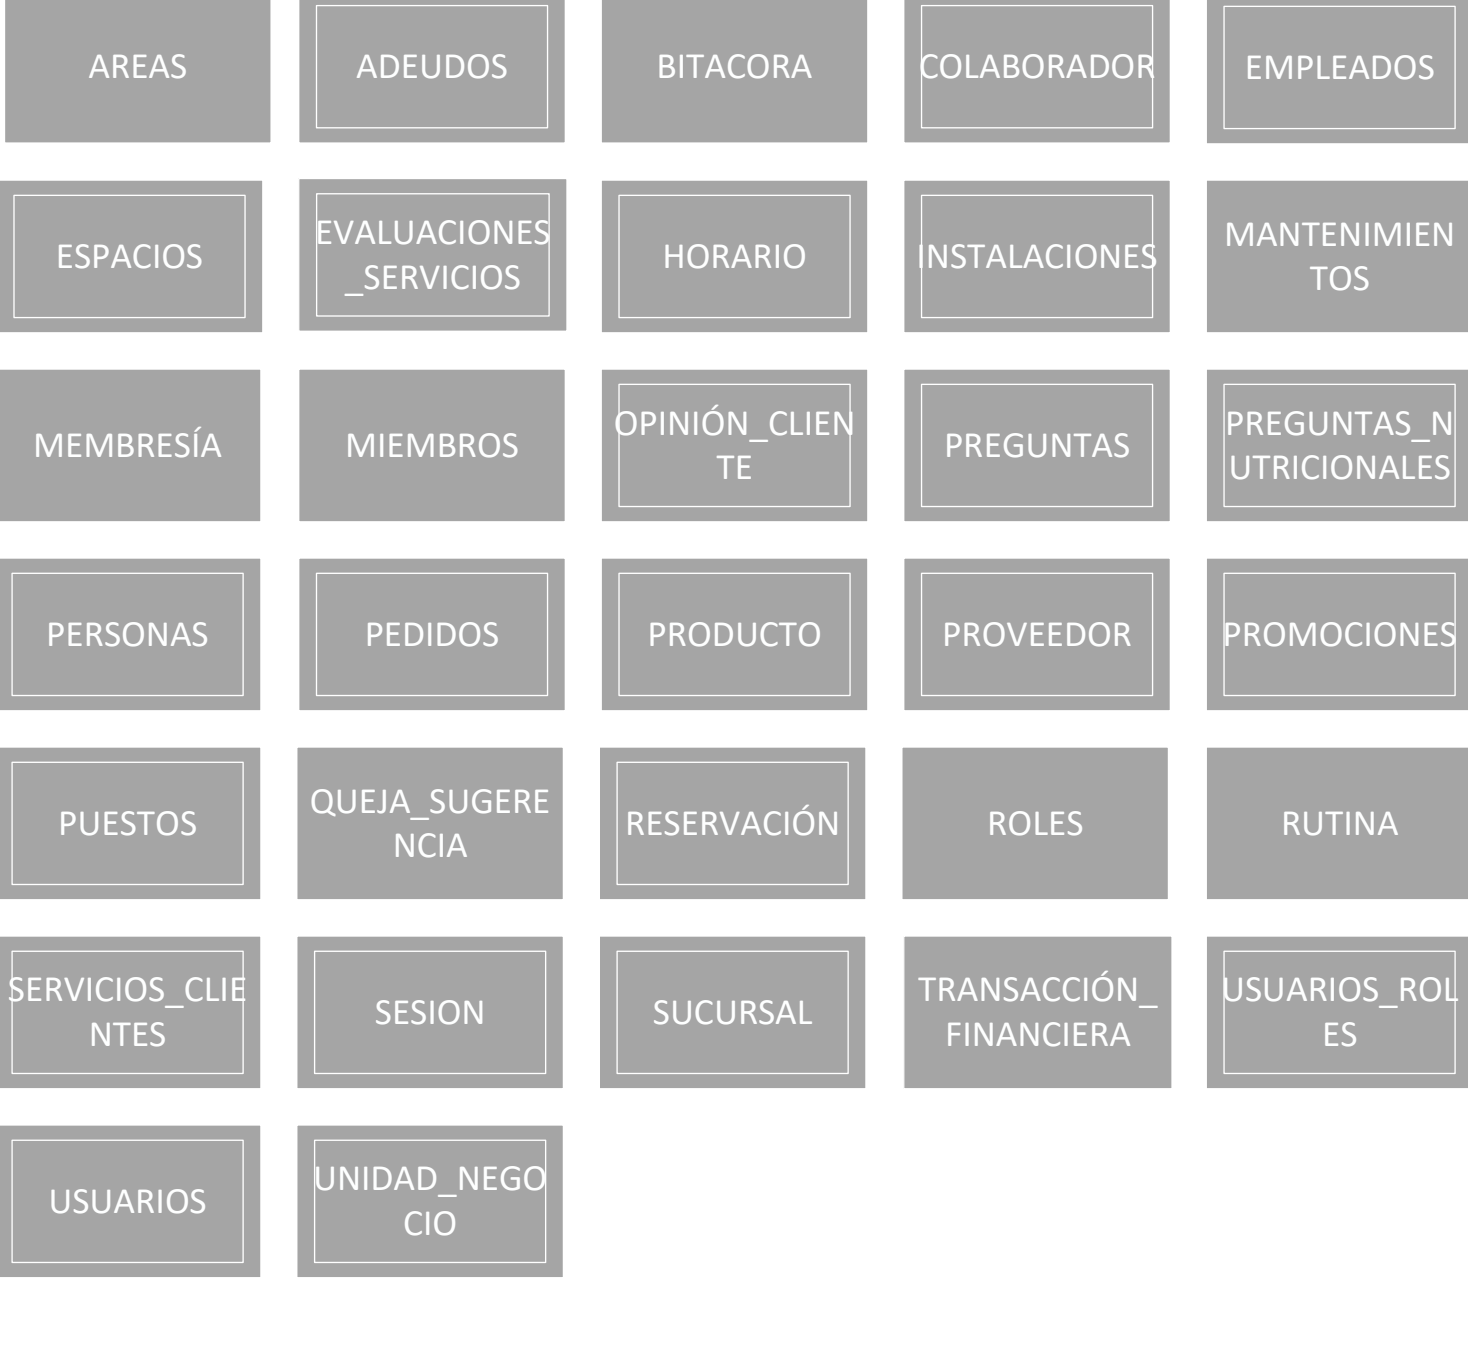 AREAS
ADEUDOS
BITACORA
COLABORADOR
EMPLEADOS
ESPACIOS
EVALUACIONES
_SERVICIOS
HORARIO
INSTALACIONES
MANTENIMIEN
TOS
MEMBRESÍA
MIEMBROS
OPINIÓN_CLIEN
TE
PREGUNTAS
PREGUNTAS_N
UTRICIONALES
PERSONAS
PEDIDOS
PRODUCTO
PROVEEDOR
PROMOCIONES
PUESTOS
QUEJA_SUGERE
NCIA
RESERVACIÓN
ROLES
RUTINA
SERVICIOS_CLIE
NTES
SESION
SUCURSAL
TRANSACCIÓN_
FINANCIERA
USUARIOS_ROL
ES
USUARIOS
UNIDAD_NEGO
CIO